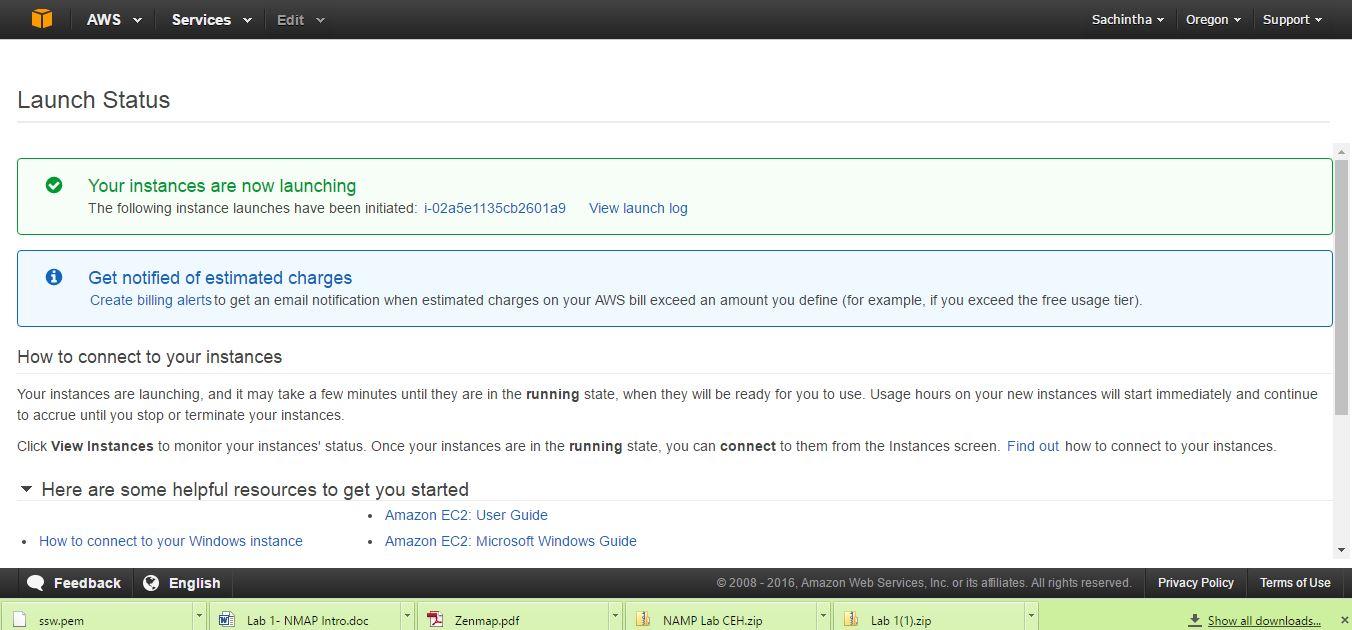 AWS Services Edit Sachintha Oregon Support
Launch Status
Your instances are now launching
The following instance launches have been initiated: i-02a5e1135cb2601a9 View launch log
Get notified of estimated charges
Create billing alerts to get an email notification when estimated charges on your AWS bill exceed an amount you define (for example, if you exceed the free usage tier).
How to connect to your instances
Your instances are launching, and it may take a few minutes until they are in the running state, when they will be ready for you to use. Usage hours on your new instances will start immediately and continue
to accrue until you stop or terminate your instances.
Click View Instances to monitor your instances' status. Once your instances are in the running state, you can connect to them from the Instances screen. Find out how to connect to your instances.
Here are some helpful resources to get you started
Amazon EC2: User Guide
How to connect to your Windows instance Amazon EC2: Microsoft Windows Guide
Feedback English © 2008 - 2016, Amazon Web Services, Inc. or its affiliates. All rights reserved. Privacy Policy Terms of Use
ssw.pem Lab 1- NMAP Intro.doc Zenmap.pdf NAMP Lab CEH.zip Lab 1(1).zip Show all downloads...